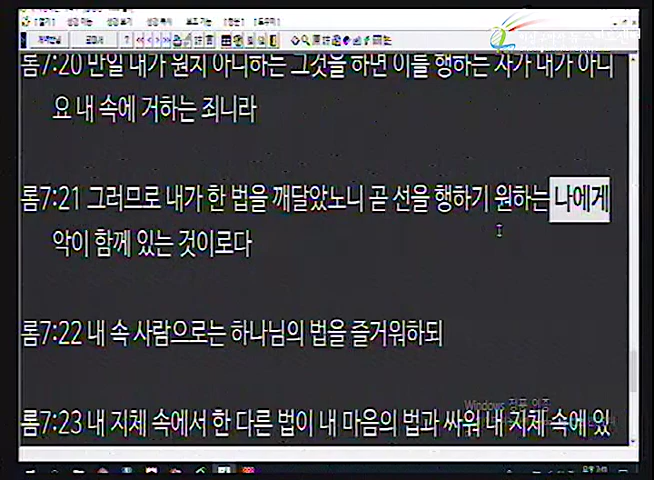 롬7:20 만일 내가 원치 아니하는 그것을 하면 이를 행하는 자가 내가 아니
요 내 속에 거하는 죄니라
롬7:21 그러므로 내가 한 법을 깨달았노니 곧 선을 행하기 원하는 나에게
악이 함께 있는 것이로다
롬7:22 내 속 사람으로는 하나님의 법을 즐거워하되
Windows 정품 인증
롬7:23 내 지체 속에서 한 다른 법이 내 마음의 법과 싸워 내 지체 속에 있